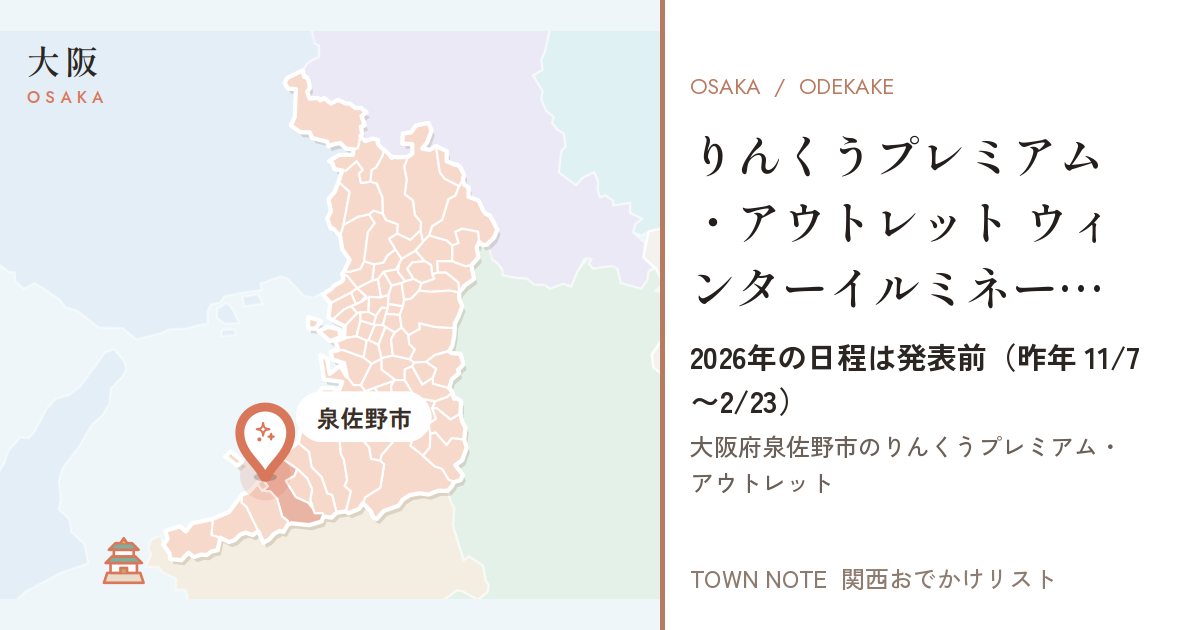 大阪
OSAKA
泉佐野市
OSAKA / ODEKAKE
りんくうプレミアム
・アウトレット ウィ
ンターイルミネー…
2026年の日程は発表前（昨年 11/7
〜2/23）
大阪府泉佐野市のりんくうプレミアム・
アウトレット
TOWN NOTE 関西おでかけリスト